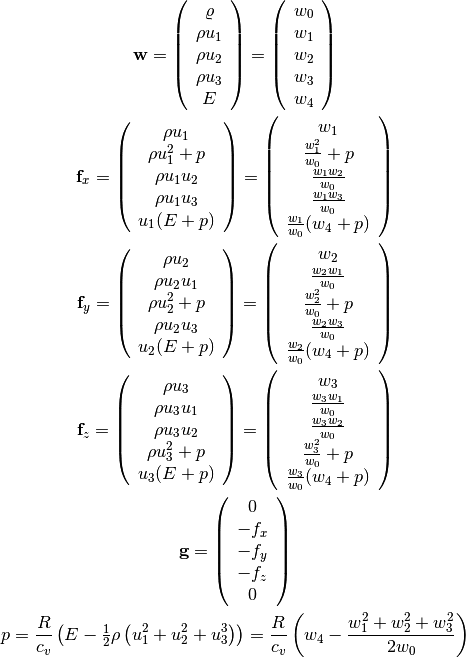 \mathbf{w} = \begin{pmatrix} \varrho \\ \rho u_1 \\ \rho u_2 \\ \rho u_3 \\ E \end{pmatrix} = \begin{pmatrix} w_0 \\ w_1 \\ w_2 \\ w_3 \\ w_4 \end{pmatrix}
\mathbf{f}_x = \begin{pmatrix} \rho u_1 \\ \rho u_1^2 + p \\ \rho u_1 u_2 \\ \rho u_1 u_3 \\ u_1(E + p) \end{pmatrix} = \begin{pmatrix} w_1 \\ \frac{w_1^2}{w_0} + p \\ \frac{w_1 w_2}{w_0} \\ \frac{w_1 w_3}{w_0} \\ \frac{w_1}{w_0}(w_4 + p) \end{pmatrix}
\mathbf{f}_y = \begin{pmatrix} \rho u_2 \\ \rho u_2 u_1 \\ \rho u_2^2 + p \\ \rho u_2 u_3 \\ u_2(E + p) \end{pmatrix} = \begin{pmatrix} w_2 \\ \frac{w_2 w_1}{w_0} \\ \frac{w_2^2}{w_0} + p \\ \frac{w_2 w_3}{w_0} \\ \frac{w_2}{w_0}(w_4 + p) \end{pmatrix}
\mathbf{f}_z = \begin{pmatrix} \rho u_3 \\ \rho u_3 u_1 \\ \rho u_3 u_2 \\ \rho u_3^2 + p \\ u_3(E + p) \end{pmatrix} = \begin{pmatrix} w_3 \\ \frac{w_3 w_1}{w_0} \\ \frac{w_3 w_2}{w_0} \\ \frac{w_3^2}{w_0} + p \\ \frac{w_3}{w_0}(w_4 + p) \end{pmatrix}
\mathbf{g} = \begin{pmatrix} 0 \\ -f_x \\ -f_y \\ -f_z \\ 0 \end{pmatrix}
p = \frac{R}{c_v} \left( E - \frac{1}{2} \rho \left( u_1^2 + u_2^2 + u_3^3 \right) \right) = \frac{R}{c_v} \left( w_4 - \frac{w_1^2 + w_2^2 + w_3^2}{2 w_0} \right)